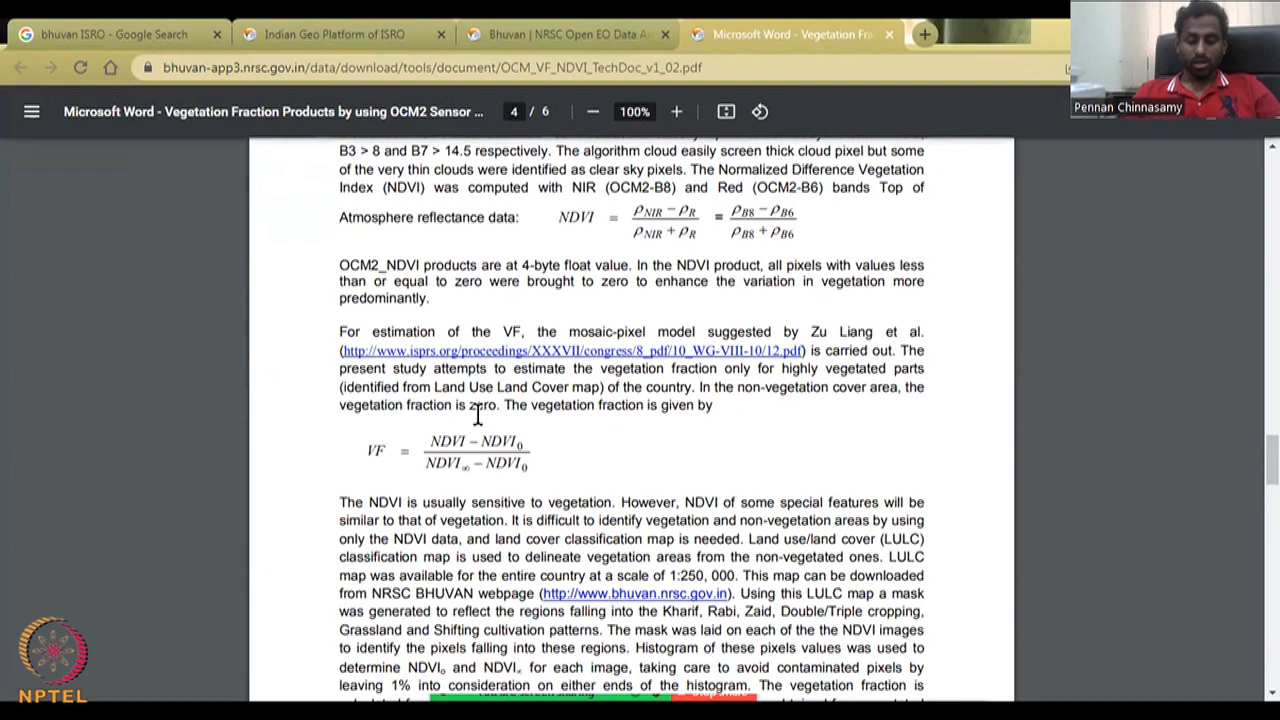 bhuvan ISRO - Google Search
Indian Geo Platform of ISRO
Bhuvan | NRSC Open EO Data A
Microsoft Word - Vegetation Fra
bhuvan-app3.nrsc.gov.in/data/download/tools/document/OCM_VF_NDVI_TechDoc_v1_02.pdf
Pennan Chinnasamy
Microsoft Word - Vegetation Fraction Products by using OCM2 Sensor ...
4 / 6
100%
B3 > 8 and B7 > 14.5 respectively. The algorithm cloud easily screen thick cloud pixel but some
of the very thin clouds were identified as clear sky pixels. The Normalized Difference Vegetation
Index (NDVI) was computed with NIR (OCM2-B8) and Red (OCM2-B6) bands Top of
Atmosphere reflectance data: NDVI = (ρNIR − ρR) / (ρNIR + ρR) = (ρB8 − ρB6) / (ρB8 + ρB6)
OCM2_NDVI products are at 4-byte float value. In the NDVI product, all pixels with values less
than or equal to zero were brought to zero to enhance the variation in vegetation more
predominantly.
For estimation of the VF, the mosaic-pixel model suggested by Zu Liang et al.
(http://www.isprs.org/proceedings/XXXVII/congress/8_pdf/10_WG-VIII-10/12.pdf) is carried out. The
present study attempts to estimate the vegetation fraction only for highly vegetated parts
(identified from Land Use Land Cover map) of the country. In the non-vegetation cover area, the
vegetation fraction is zero. The vegetation fraction is given by
VF = (NDVI − NDVI₀) / (NDVI∞ − NDVI₀)
The NDVI is usually sensitive to vegetation. However, NDVI of some special features will be
similar to that of vegetation. It is difficult to identify vegetation and non-vegetation areas by using
only the NDVI data, and land cover classification map is needed. Land use/land cover (LULC)
classification map is used to delineate vegetation areas from the non-vegetated ones. LULC
map was available for the entire country at a scale of 1:250, 000. This map can be downloaded
from NRSC BHUVAN webpage (http://www.bhuvan.nrsc.gov.in). Using this LULC map a mask
was generated to reflect the regions falling into the Kharif, Rabi, Zaid, Double/Triple cropping,
Grassland and Shifting cultivation patterns. The mask was laid on each of the the NDVI images
to identify the pixels falling into these regions. Histogram of these pixels values was used to
determine NDVI₀ and NDVI∞ for each image, taking care to avoid contaminated pixels by
leaving 1% into consideration on either ends of the histogram. The vegetation fraction is
NPTEL